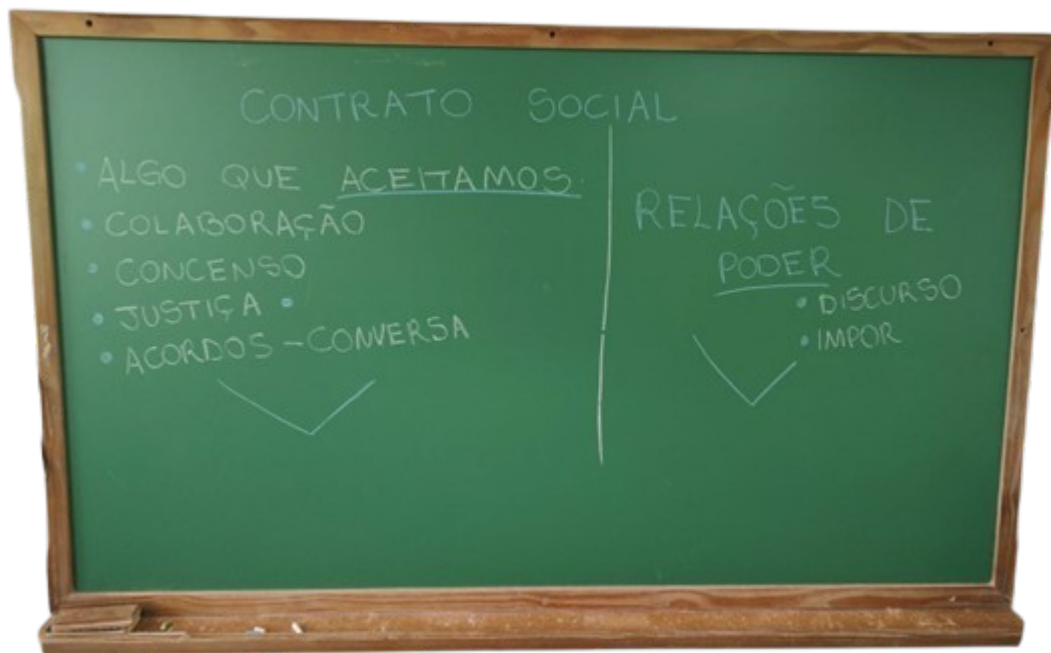 CONTRATO SOCIAL
• ALGO QUE ACEITAMOS.
• COLABORAÇÃO
• CONCENSO
• JUSTIÇA •
• ACORDOS - CONVERSA
RELAÇÕES DE
PODER
• DISCURSO
• IMPOR